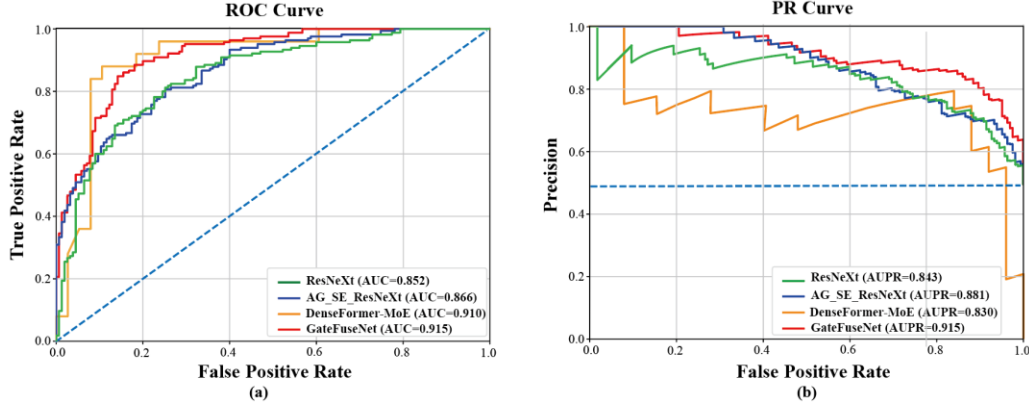 ROC Curve
True Positive Rate
1.0
0.8
0.6
0.4
0.2
0.0
ResNeXt (AUC=0.852)
AG_SE_ResNeXt (AUC=0.866)
DenseFormer-MoE (AUC=0.910)
GateFuseNet (AUC=0.915)
0.0 0.2 0.4 0.6 0.8 1.0
False Positive Rate
(a)
PR Curve
Precision
1.0
0.8
0.6
0.4
0.2
0.0
ResNeXt (AUPR=0.843)
AG_SE_ResNeXt (AUPR=0.881)
DenseFormer-MoE (AUPR=0.830)
GateFuseNet (AUPR=0.915)
0.0 0.2 0.4 0.6 0.8 1.0
False Positive Rate
(b)